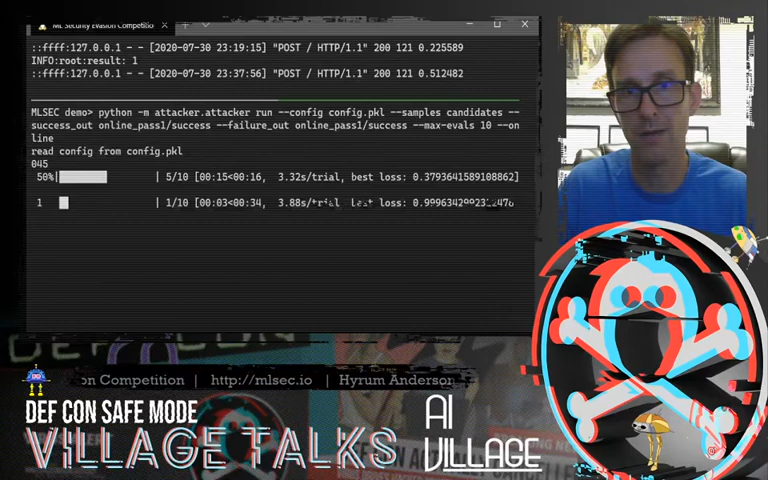 ML Security Evasion Competitio
::ffff:127.0.0.1 - - [2020-07-30 23:19:15] "POST / HTTP/1.1" 200 121 0.225589
INFO:root:result: 1
::ffff:127.0.0.1 - - [2020-07-30 23:37:56] "POST / HTTP/1.1" 200 121 0.512482
MLSEC demo> python -m attacker.attacker run --config config.pkl --samples candidates --
success_out online_pass1/success --failure_out online_pass1/success --max-evals 10 --on
line
read config from config.pkl
045
50%| | 5/10 [00:15<00:16, 3.32s/trial, best loss: 0.3793641589108862]
1 | 1/10 [00:03<00:34, 3.88s/trial, best loss:
on Competition | http://mlsec.io | Hyrum Anderson
DEF CON SAFE MODE
VILLAGE TALKS
AI
VILLAGE